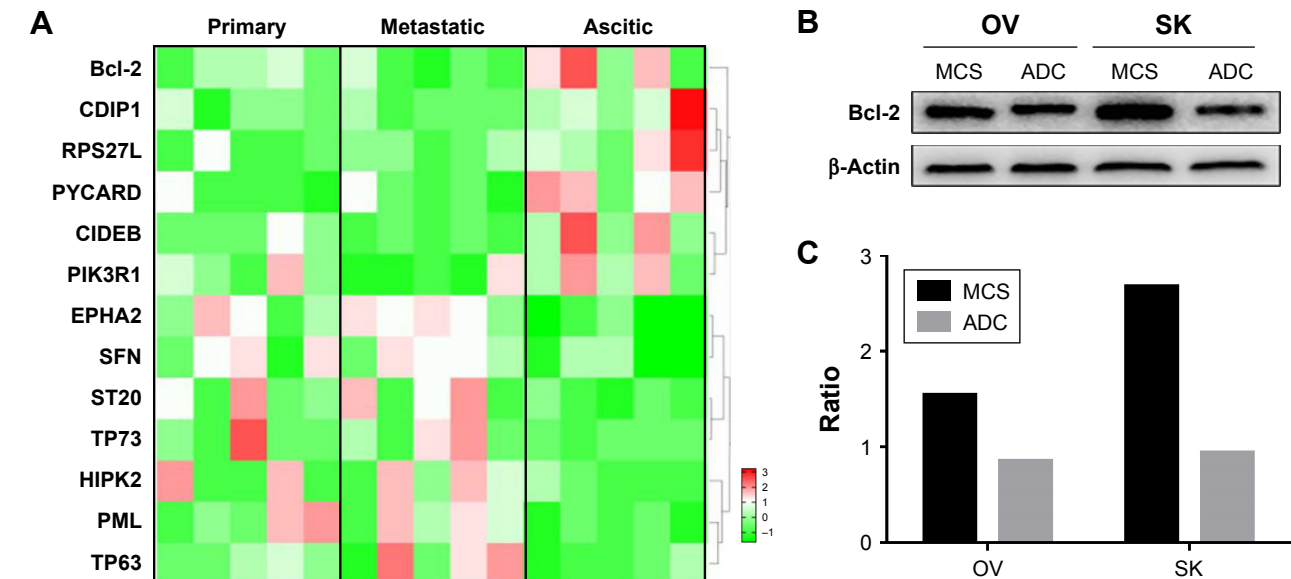 A
Primary Metastatic Ascitic
Bcl-2
CDIP1
RPS27L
PYCARD
CIDEB
PIK3R1
EPHA2
SFN
ST20
TP73
HIPK2
PML
TP63
3
2
1
0
–1
B
OV SK
MCS ADC MCS ADC
Bcl-2
β-Actin
C
3
2
1
0
Ratio
MCS
ADC
OV SK